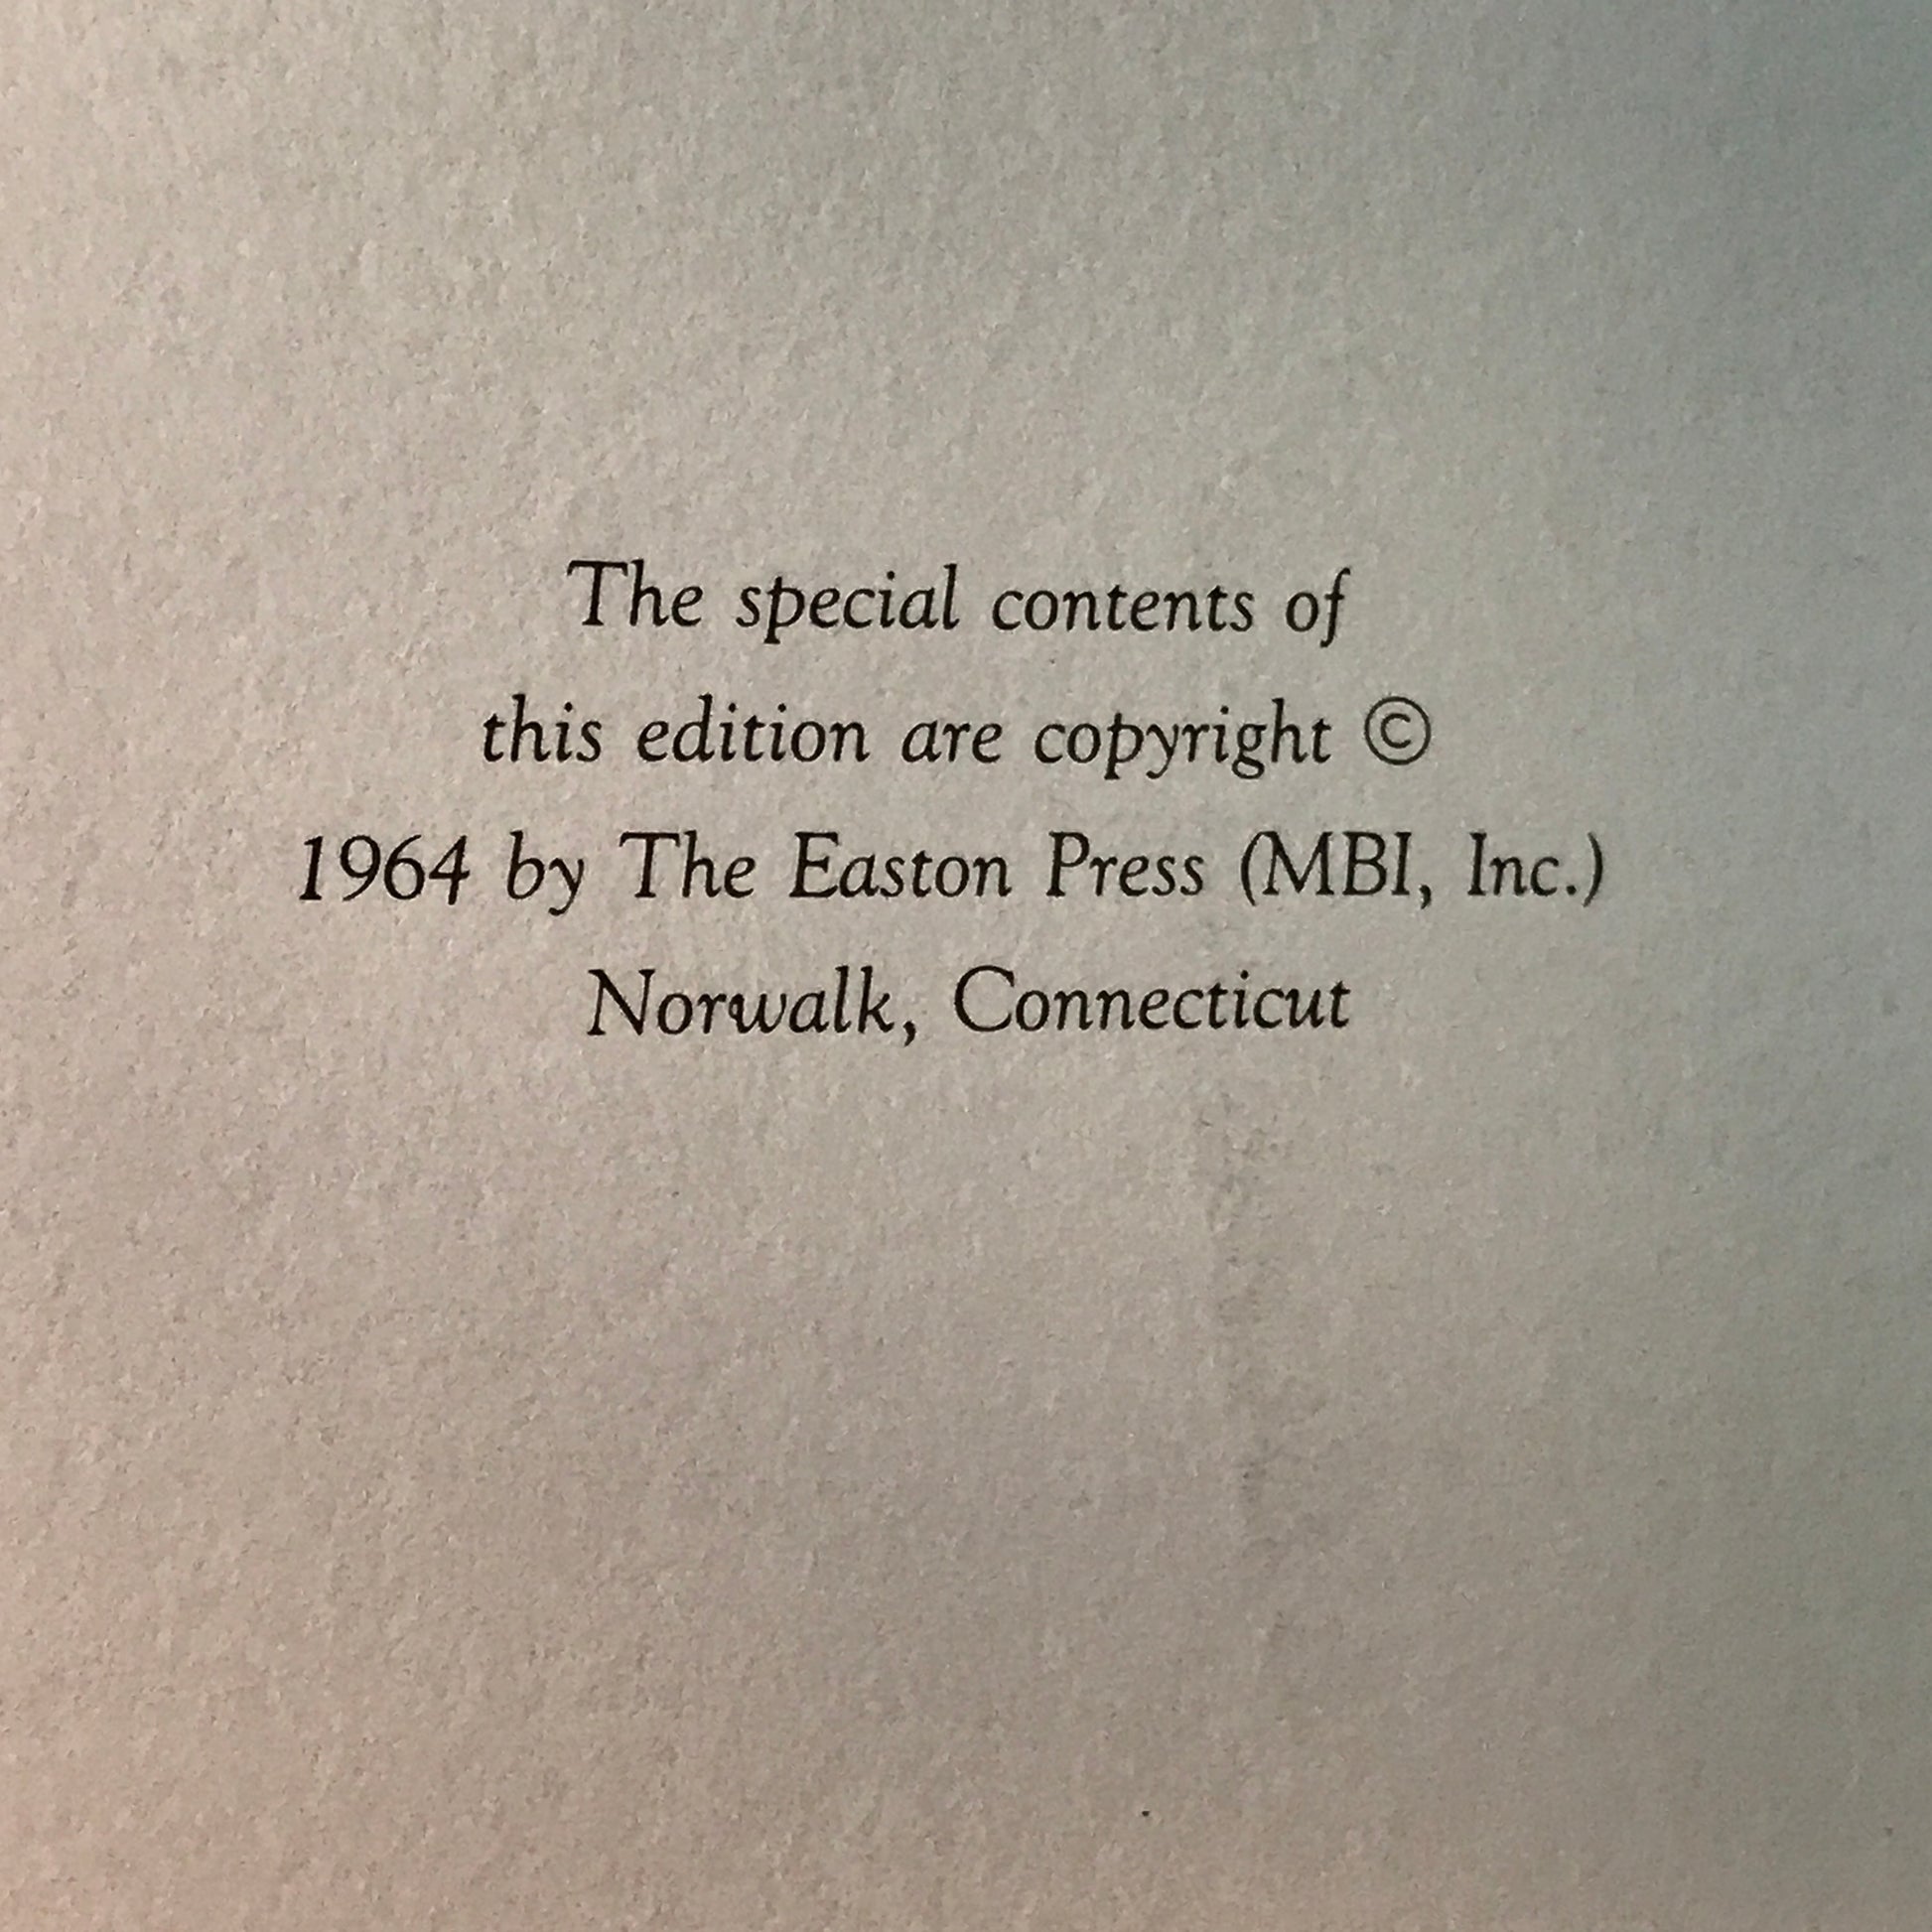 The special contents of
this edition are copyright ©
1964 by The Easton Press (MBI, Inc.)
Norwalk, Connecticut